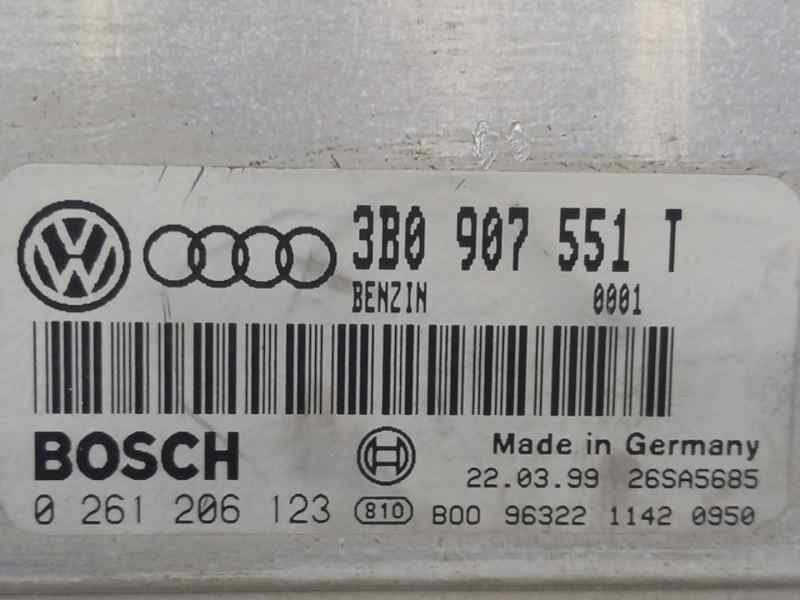 3B0 907 551 T
BENZIN 0001
BOSCH
Made in Germany
22.03.99 26SA5685
0 261 206 123 810 B00 96322 1142 0950